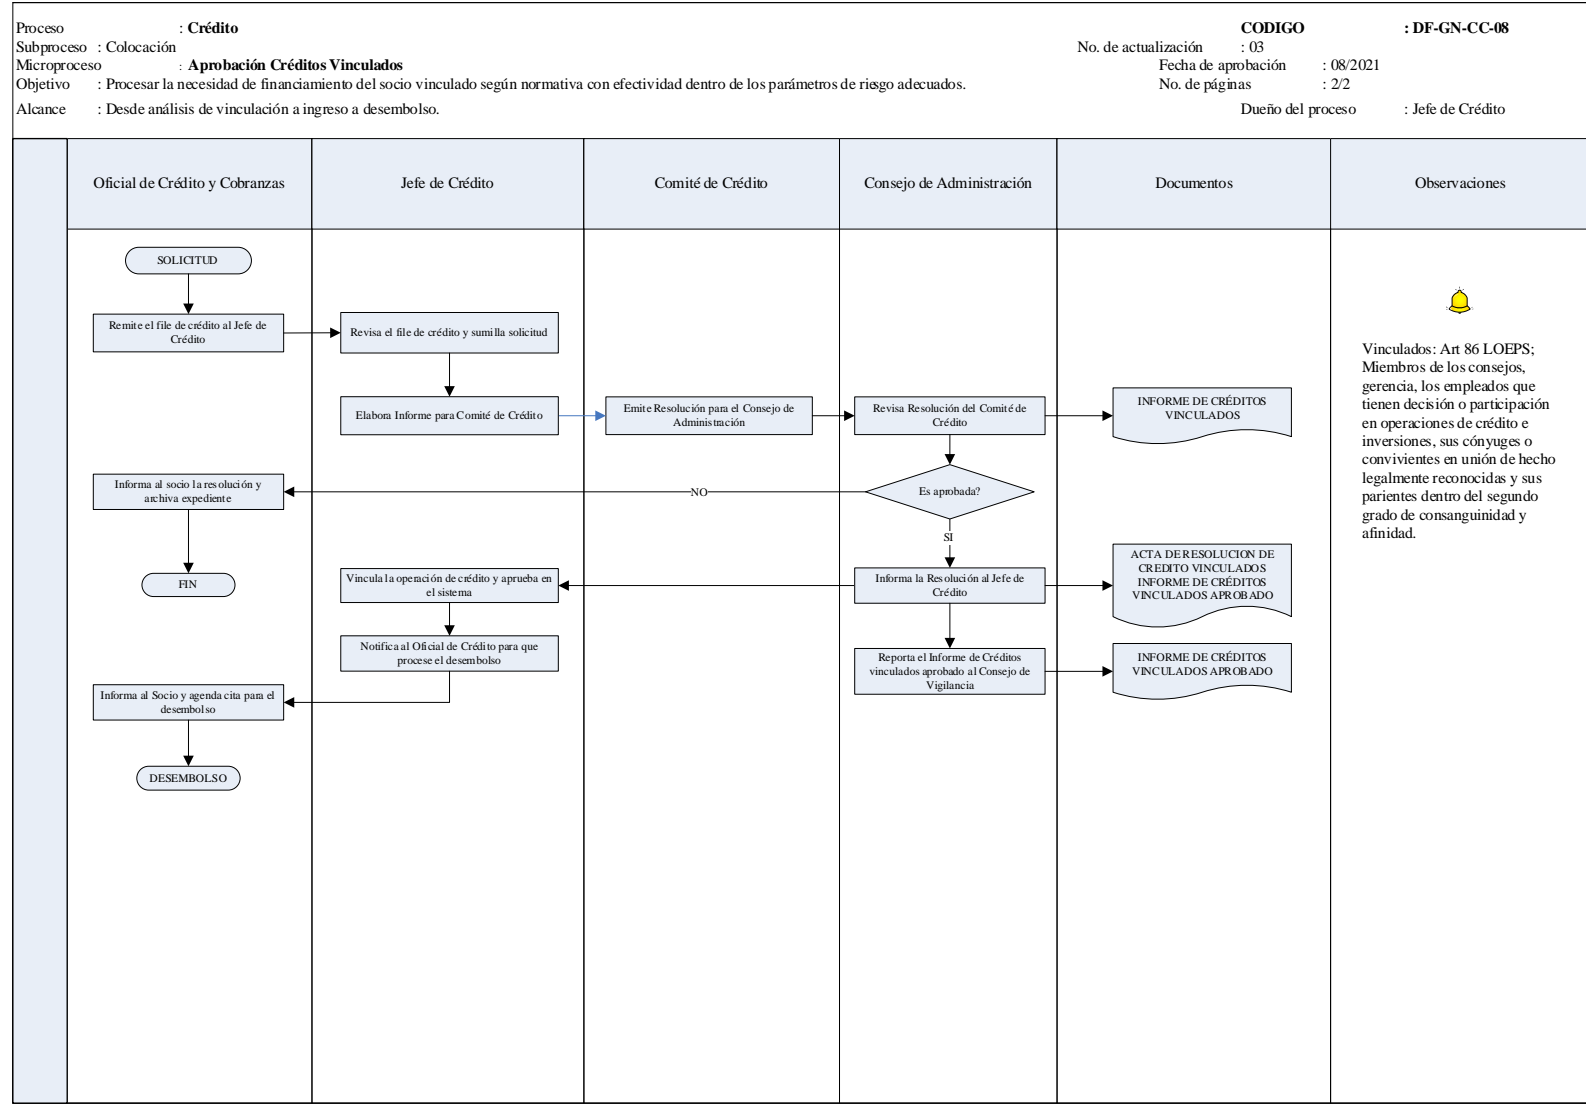 Proceso : Crédito
Subproceso : Colocación
Microproceso : Aprobación Créditos Vinculados
Objetivo : Procesar la necesidad de financiamiento del socio vinculado según normativa con efectividad dentro de los parámetros de riesgo adecuados.
Alcance : Desde análisis de vinculación a ingreso a desembolso.
CODIGO : DF-GN-CC-08
No. de actualización : 03
Fecha de aprobación : 08/2021
No. de páginas : 2/2
Dueño del proceso : Jefe de Crédito
Oficial de Crédito y Cobranzas
Jefe de Crédito
Comité de Crédito
Consejo de Administración
Documentos
Observaciones
SOLICITUD
Remite el file de crédito al Jefe de
Crédito
Revisa el file de crédito y sumilla solicitud
Elabora Informe para Comité de Crédito
Emite Resolución para el Consejo de
Administración
Revisa Resolución del Comité de
Crédito
INFORME DE CRÉDITOS
VINCULADOS
Es aprobada?
NO
Informa al socio la resolución y
archiva expediente
FIN
SI
Informa la Resolución al Jefe de
Crédito
ACTA DE RESOLUCION DE
CREDITO VINCULADOS
INFORME DE CRÉDITOS
VINCULADOS APROBADO
Vincula la operación de crédito y aprueba en
el sistema
Notifica al Oficial de Crédito para que
procese el desembolso
Reporta el Informe de Créditos
vinculados aprobado al Consejo de
Vigilancia
INFORME DE CRÉDITOS
VINCULADOS APROBADO
Informa al Socio y agenda cita para el
desembolso
DESEMBOLSO
Vinculados: Art 86 LOEPS;
Miembros de los consejos,
gerencia, los empleados que
tienen decisión o participación
en operaciones de crédito e
inversiones, sus cónyuges o
convivientes en unión de hecho
legalmente reconocidas y sus
parientes dentro del segundo
grado de consanguinidad y
afinidad.